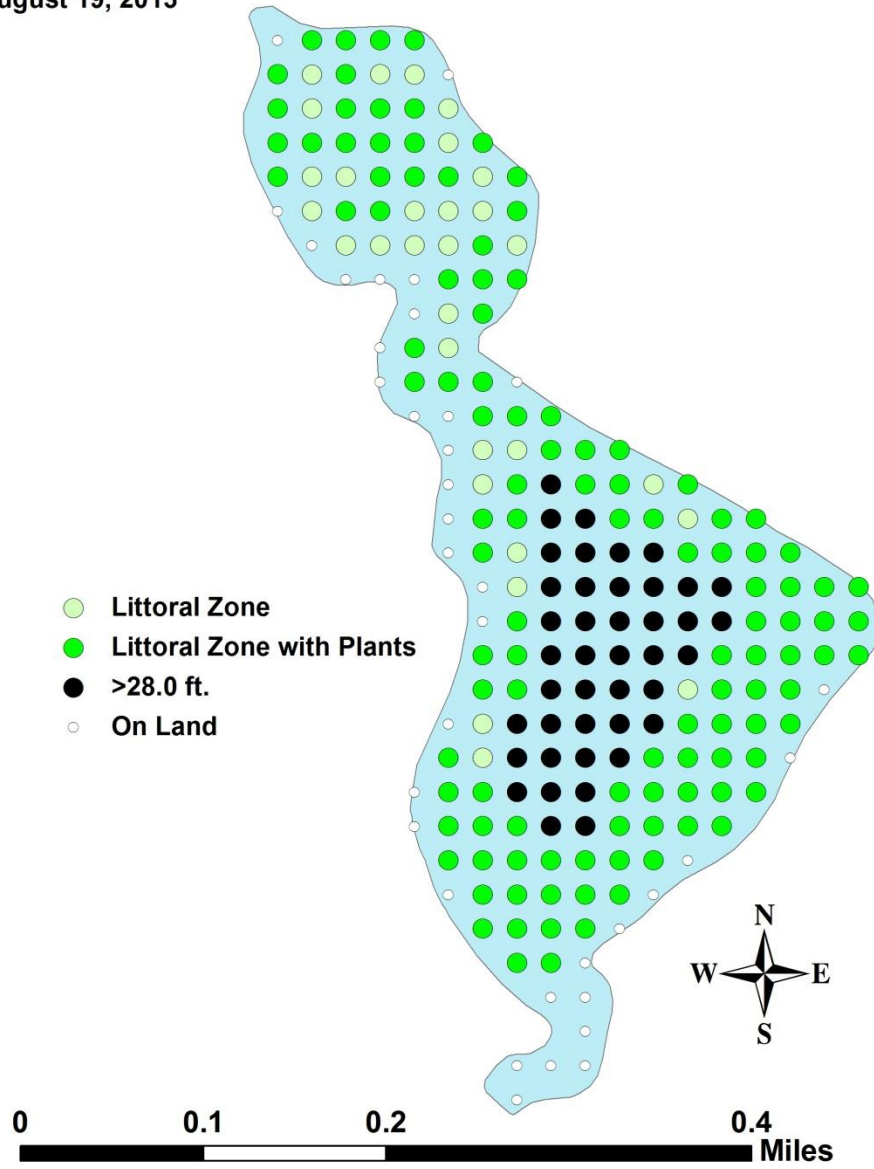 19, 2013
Littoral Zone
Littoral Zone with Plants
>28.0 ft.
On Land
N
W E
S
0 0.1 0.2 0.4
Miles